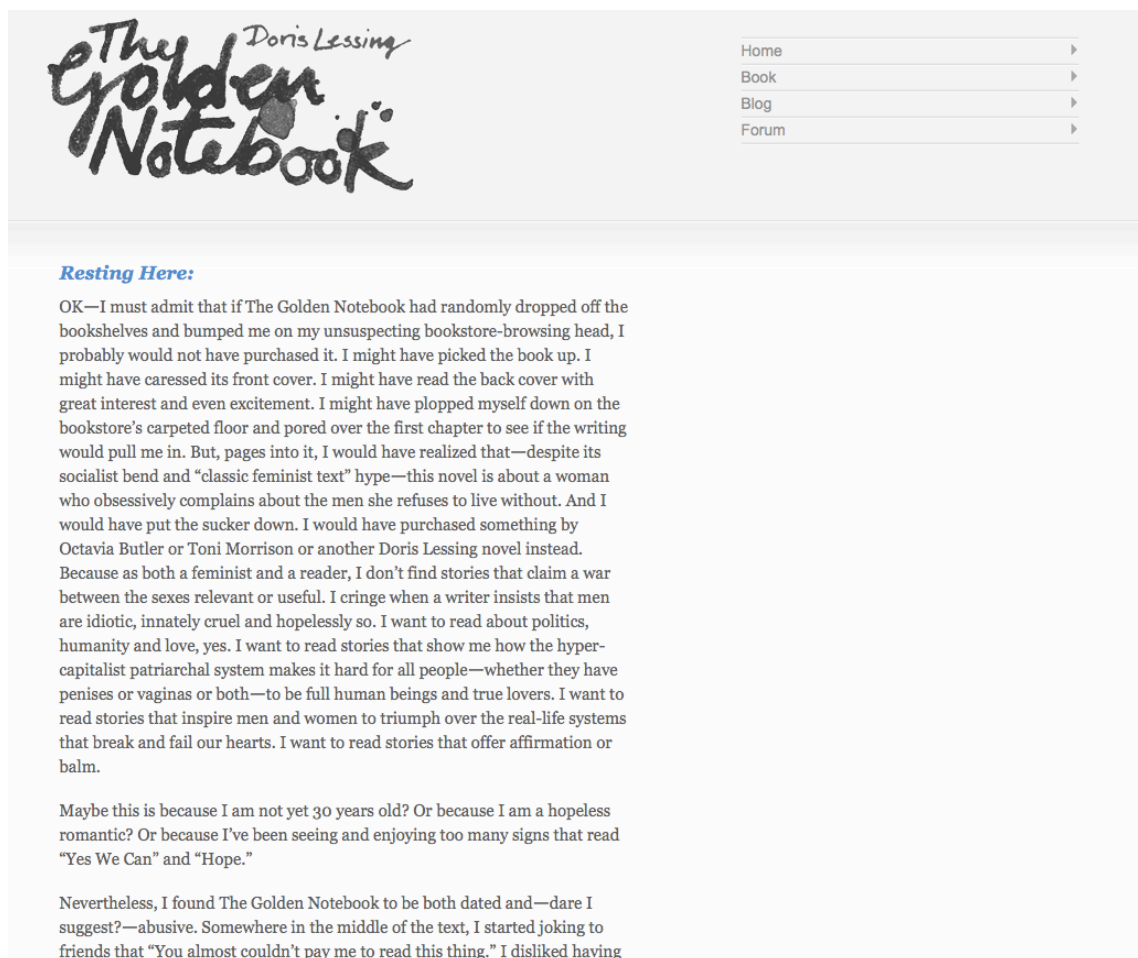 Doris Lessing
The
Golden
Notebook
Home
Book
Blog
Forum
Resting Here:
OK—I must admit that if The Golden Notebook had randomly dropped off the
bookshelves and bumped me on my unsuspecting bookstore-browsing head, I
probably would not have purchased it. I might have picked the book up. I
might have caressed its front cover. I might have read the back cover with
great interest and even excitement. I might have plopped myself down on the
bookstore’s carpeted floor and pored over the first chapter to see if the writing
would pull me in. But, pages into it, I would have realized that—despite its
socialist bend and “classic feminist text” hype—this novel is about a woman
who obsessively complains about the men she refuses to live without. And I
would have put the sucker down. I would have purchased something by
Octavia Butler or Toni Morrison or another Doris Lessing novel instead.
Because as both a feminist and a reader, I don’t find stories that claim a war
between the sexes relevant or useful. I cringe when a writer insists that men
are idiotic, innately cruel and hopelessly so. I want to read about politics,
humanity and love, yes. I want to read stories that show me how the hyper-
capitalist patriarchal system makes it hard for all people—whether they have
penises or vaginas or both—to be full human beings and true lovers. I want to
read stories that inspire men and women to triumph over the real-life systems
that break and fail our hearts. I want to read stories that offer affirmation or
balm.
Maybe this is because I am not yet 30 years old? Or because I am a hopeless
romantic? Or because I’ve been seeing and enjoying too many signs that read
“Yes We Can” and “Hope.”
Nevertheless, I found The Golden Notebook to be both dated and—dare I
suggest?—abusive. Somewhere in the middle of the text, I started joking to
friends that “You almost couldn’t pay me to read this thing.” I disliked having